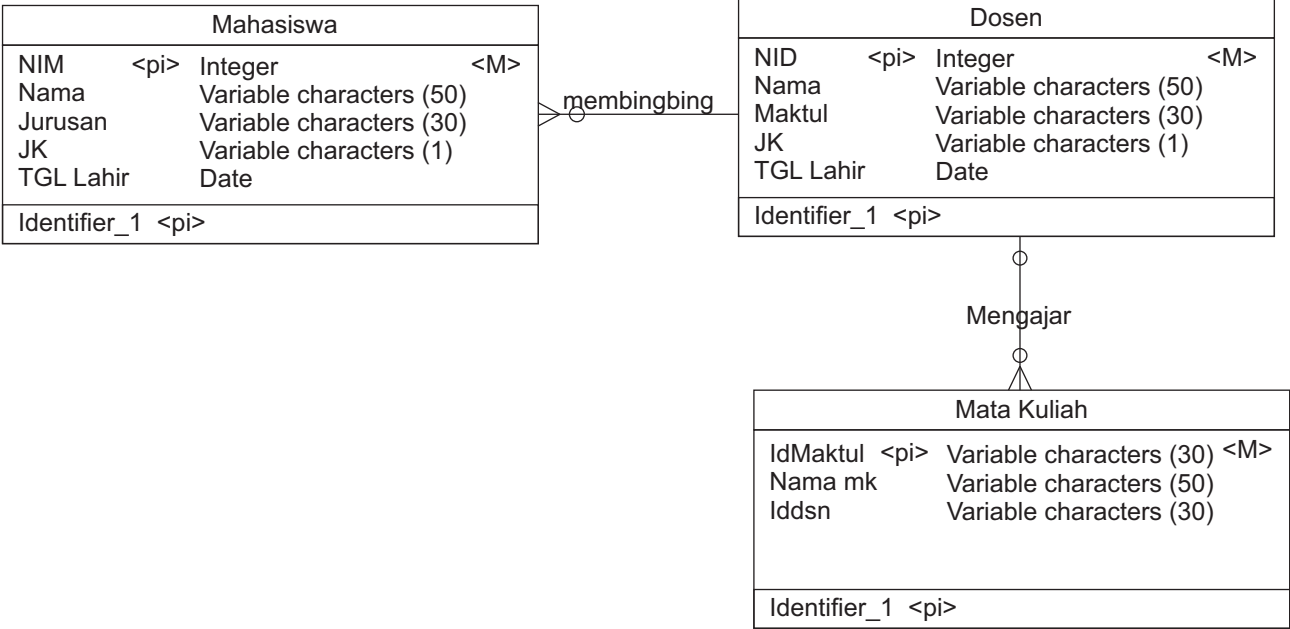 Mahasiswa
NIM <pi> Integer <M>
Nama Variable characters (50)
Jurusan Variable characters (30)
JK Variable characters (1)
TGL Lahir Date
Identifier_1 <pi>
membingbing
Dosen
NID <pi> Integer <M>
Nama Variable characters (50)
Maktul Variable characters (30)
JK Variable characters (1)
TGL Lahir Date
Identifier_1 <pi>
Mengajar
Mata Kuliah
IdMaktul <pi> Variable characters (30) <M>
Nama mk Variable characters (50)
Iddsn Variable characters (30)
Identifier_1 <pi>